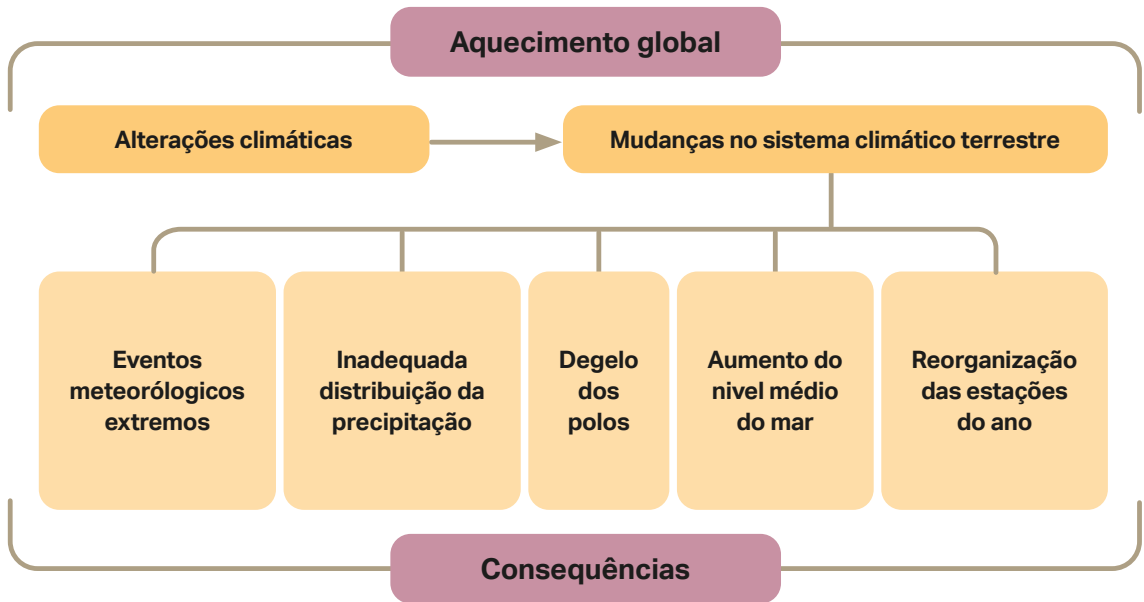 Aquecimento global
Alterações climáticas
Mudanças no sistema climático terrestre
Eventos
meteorólogicos
extremos
Inadequada
distribuição da
precipitação
Degelo
dos
polos
Aumento do
nivel médio
do mar
Reorganização
das estações
do ano
Consequências